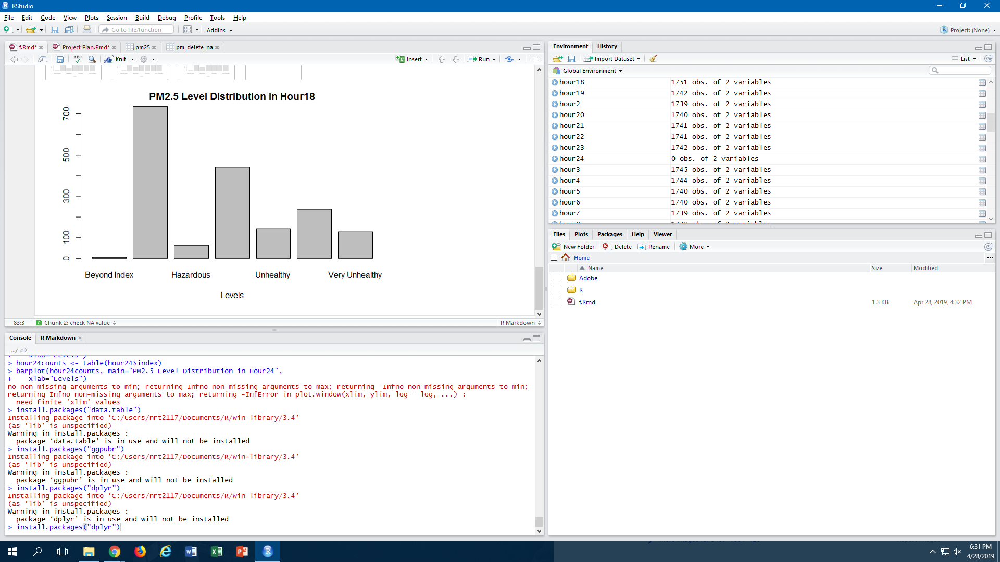 RStudio
File Edit Code View Plots Session Build Debug Profile Tools Help
Go to file/function Addins Project: (None)
f.Rmd* Project Plan.Rmd* pm25 pm_delete_na
ABC Knit Insert Run
PM2.5 Level Distribution in Hour18
700
500
300
100
0
Beyond Index Hazardous Unhealthy Very Unhealthy
Levels
83:3 Chunk 2: check NA value R Markdown
Console R Markdown
~/
> hour24counts <- table(hour24$index)
> barplot(hour24counts, main="PM2.5 Level Distribution in Hour24",
+ xlab="Levels")
no non-missing arguments to min; returning Infno non-missing arguments to max; returning -Infno non-missing arguments to min;
returning Infno non-missing arguments to max; returning -InfError in plot.window(xlim, ylim, log = log, ...) :
need finite 'xlim' values
> install.packages("data.table")
Installing package into ‘C:/Users/nrt2117/Documents/R/win-library/3.4’
(as ‘lib’ is unspecified)
Warning in install.packages :
package ‘data.table’ is in use and will not be installed
> install.packages("ggpubr")
Installing package into ‘C:/Users/nrt2117/Documents/R/win-library/3.4’
(as ‘lib’ is unspecified)
Warning in install.packages :
package ‘ggpubr’ is in use and will not be installed
> install.packages("dplyr")
Installing package into ‘C:/Users/nrt2117/Documents/R/win-library/3.4’
(as ‘lib’ is unspecified)
Warning in install.packages :
package ‘dplyr’ is in use and will not be installed
> install.packages("dplyr")
Environment History
Import Dataset List
Global Environment
hour18 1751 obs. of 2 variables
hour19 1742 obs. of 2 variables
hour2 1739 obs. of 2 variables
hour20 1740 obs. of 2 variables
hour21 1741 obs. of 2 variables
hour22 1741 obs. of 2 variables
hour23 1742 obs. of 2 variables
hour24 0 obs. of 2 variables
hour3 1745 obs. of 2 variables
hour4 1744 obs. of 2 variables
hour5 1740 obs. of 2 variables
hour6 1740 obs. of 2 variables
hour7 1739 obs. of 2 variables
Files Plots Packages Help Viewer
New Folder Delete Rename More
Home ...
Name Size Modified
Adobe
R
f.Rmd 1.3 KB Apr 28, 2019, 4:32 PM
6:31 PM
4/28/2019